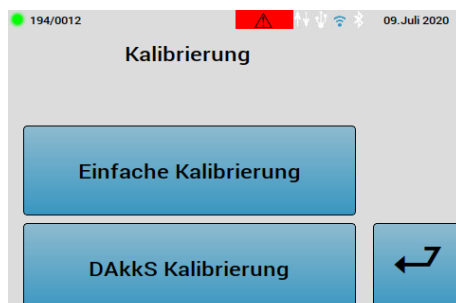 194/0012 09.Juli 2020
Kalibrierung
Einfache Kalibrierung
DAkkS Kalibrierung